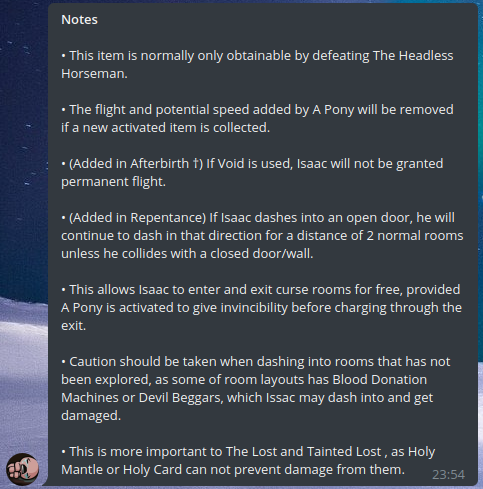 Notes
• This item is normally only obtainable by defeating The Headless
Horseman.
• The flight and potential speed added by A Pony will be removed
if a new activated item is collected.
• (Added in Afterbirth †) If Void is used, Isaac will not be granted
permanent flight.
• (Added in Repentance) If Isaac dashes into an open door, he will
continue to dash in that direction for a distance of 2 normal rooms
unless he collides with a closed door/wall.
• This allows Isaac to enter and exit curse rooms for free, provided
A Pony is activated to give invincibility before charging through the
exit.
• Caution should be taken when dashing into rooms that has not
been explored, as some of room layouts has Blood Donation
Machines or Devil Beggars, which Issac may dash into and get
damaged.
• This is more important to The Lost and Tainted Lost , as Holy
Mantle or Holy Card can not prevent damage from them.
23:54